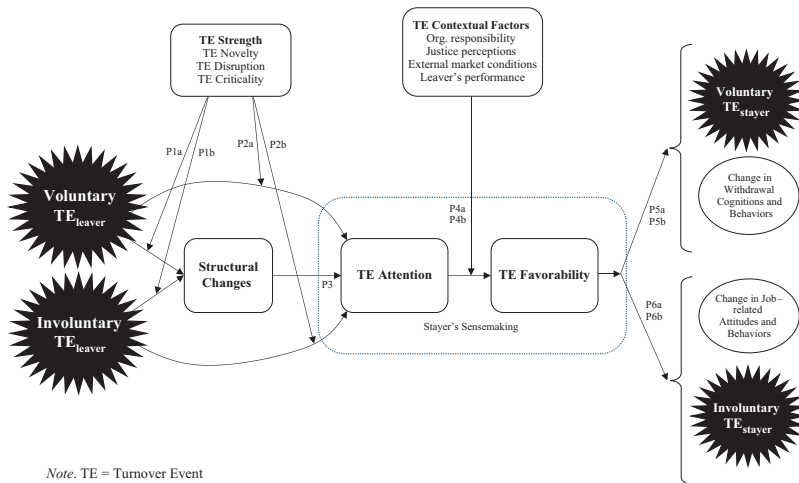 TE Strength
TE Novelty
TE Disruption
TE Criticality
TE Contextual Factors
Org. responsibility
Justice perceptions
External market conditions
Leaver's performance
P1a
P1b
P2a
P2b
Voluntary
TEleaver
Involuntary
TEleaver
Structural
Changes
P3
TE Attention
P4a
P4b
TE Favorability
Stayer's Sensemaking
P5a
P5b
P6a
P6b
Voluntary
TEstayer
Change in
Withdrawal
Cognitions and
Behaviors
Change in Job–
related
Attitudes and
Behaviors
Involuntary
TEstayer
Note. TE = Turnover Event